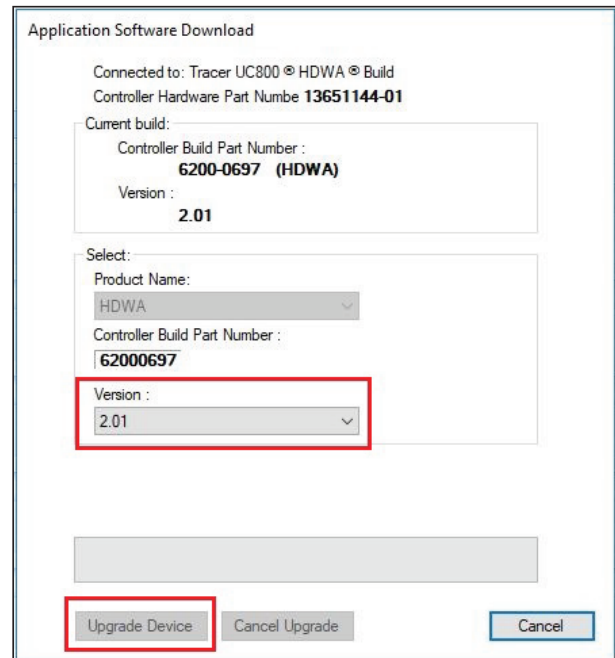 Application Software Download
Connected to: Tracer UC800 ® HDWA ® Build
Controller Hardware Part Numbe 13651144-01
Current build:
Controller Build Part Number :
6200-0697 (HDWA)
Version :
2.01
Select:
Product Name:
HDWA
Controller Build Part Number :
62000697
Version :
2.01
Upgrade Device Cancel Upgrade Cancel